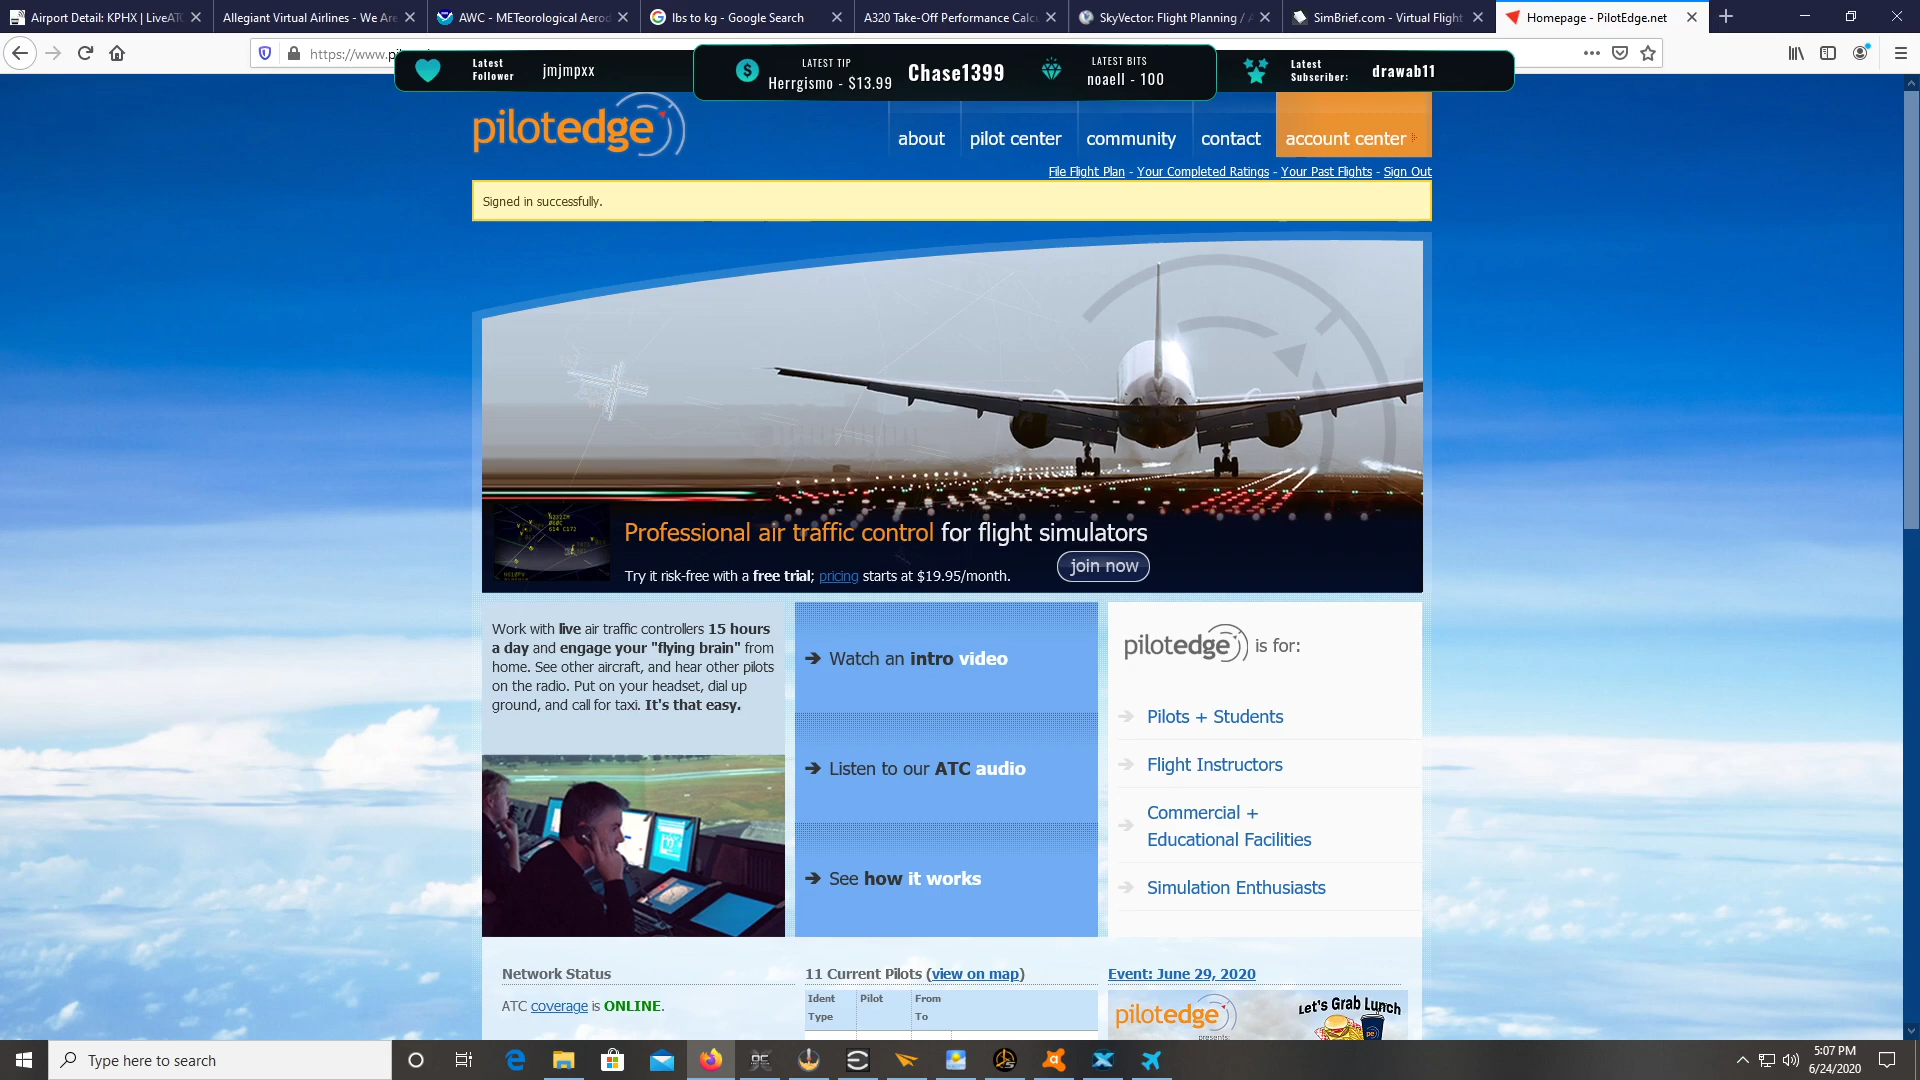 Airport Detail: KPHX | LiveATC
Allegiant Virtual Airlines - We Are
AWC - METeorological Aerod
lbs to kg - Google Search
A320 Take-Off Performance Calcu
SkyVector: Flight Planning / A
SimBrief.com - Virtual Flight
Homepage - PilotEdge.net
https://www.pilo
Latest
Follower
jmjmpxx
LATEST TIP
Herrgismo - $13.99
Chase1399
LATEST BITS
noaell - 100
Latest
Subscriber:
drawab11
pilotedge
about
pilot center
community
contact
account center
File Flight Plan - Your Completed Ratings - Your Past Flights - Sign Out
Signed in successfully.
Professional air traffic control for flight simulators
Try it risk-free with a free trial; pricing starts at $19.95/month.
join now
Work with live air traffic controllers 15 hours
a day and engage your "flying brain" from
home. See other aircraft, and hear other pilots
on the radio. Put on your headset, dial up
ground, and call for taxi. It's that easy.
Watch an intro video
Listen to our ATC audio
See how it works
pilotedge is for:
Pilots + Students
Flight Instructors
Commercial +
Educational Facilities
Simulation Enthusiasts
Network Status
ATC coverage is ONLINE.
11 Current Pilots (view on map)
Ident
Type
Pilot
From
To
Event: June 29, 2020
pilotedge
presents:
Let's Grab Lunch
Type here to search
5:07 PM
6/24/2020